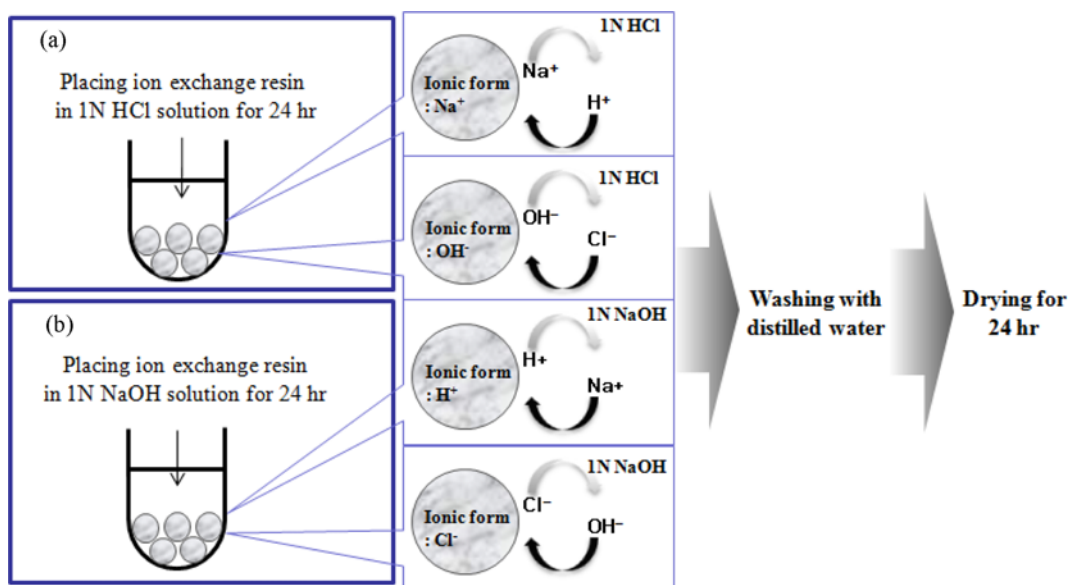 (a)
Placing ion exchange resin
in 1N HCl solution for 24 hr
1N HCl
Ionic form
: Na⁺
Na⁺
H⁺
1N HCl
Ionic form
: OH⁻
OH⁻
Cl⁻
(b)
Placing ion exchange resin
in 1N NaOH solution for 24 hr
1N NaOH
Ionic form
: H⁺
H⁺
Na⁺
1N NaOH
Ionic form
: Cl⁻
Cl⁻
OH⁻
Washing with
distilled water
Drying for
24 hr